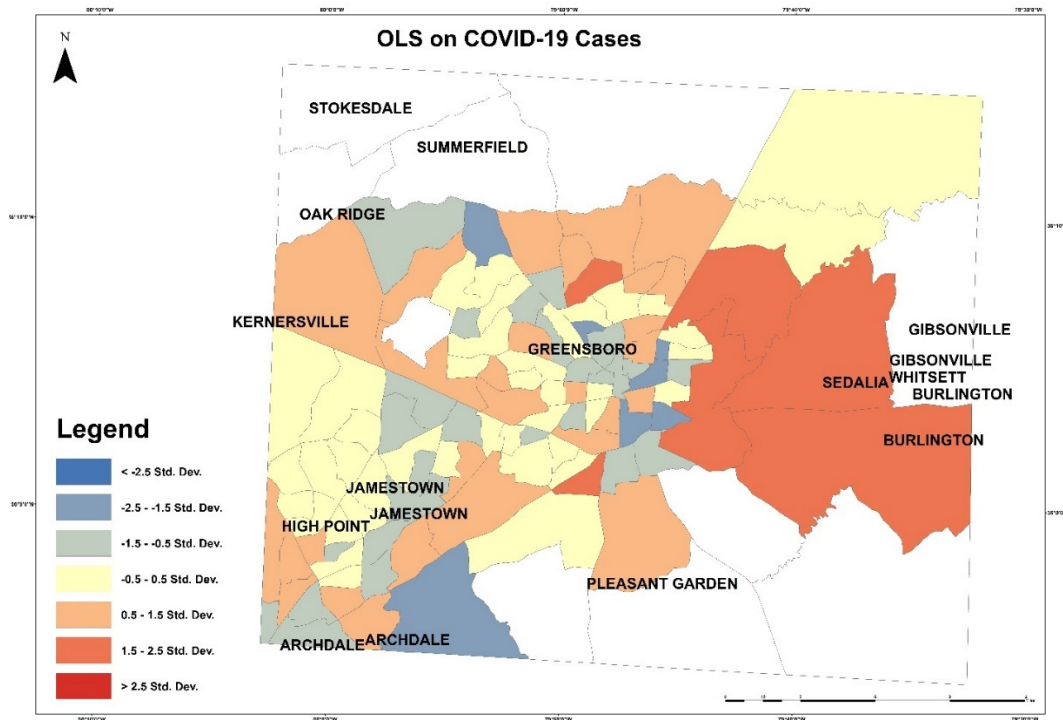 OLS on COVID-19 Cases
N
STOKESDALE
SUMMERFIELD
OAK RIDGE
KERNERSVILLE
GREENSBORO
GIBSONVILLE
GIBSONVILLE
WHITSETT
SEDALIA
BURLINGTON
BURLINGTON
JAMESTOWN
JAMESTOWN
HIGH POINT
PLEASANT GARDEN
ARCHDALE
ARCHDALE
Legend
< -2.5 Std. Dev.
-2.5 - -1.5 Std. Dev.
-1.5 - -0.5 Std. Dev.
-0.5 - 0.5 Std. Dev.
0.5 - 1.5 Std. Dev.
1.5 - 2.5 Std. Dev.
> 2.5 Std. Dev.